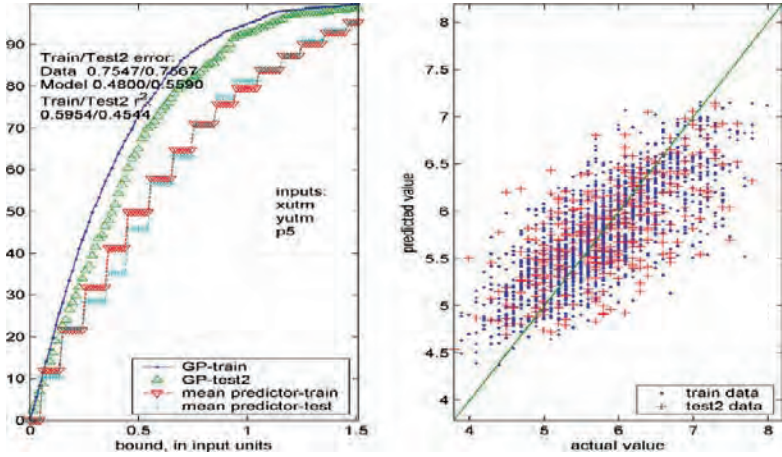 90
80
70
60
50
40
30
20
10
0
Train/Test2 error:
Data 0.7547/0.7567
Model 0.4800/0.5590
Train/Test2 r²
0.5954/0.4544
inputs:
xutm
yutm
p5
GP-train
GP-test2
mean predictor-train
mean predictor-test
0
0.5
1
1.5
bound, in input units
8
7.5
7
6.5
6
5.5
5
4.5
4
predicted value
train data
test2 data
4
5
6
7
8
actual value